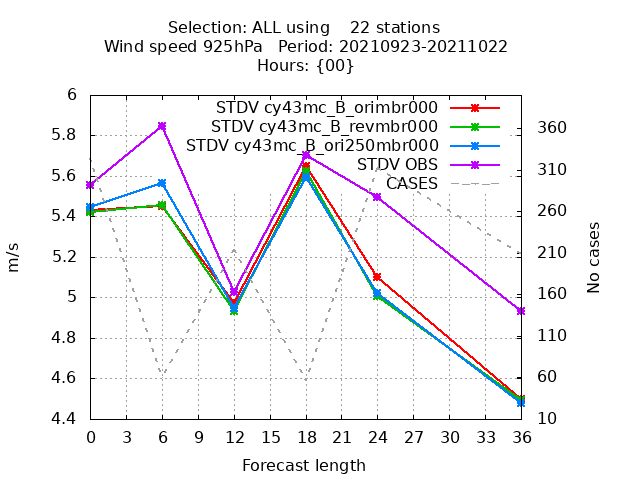 Selection: ALL using 22 stations
Wind speed 925hPa Period: 20210923-20211022
Hours: {00}
STDV cy43mc_B_orimbr000
STDV cy43mc_B_revmbr000
STDV cy43mc_B_ori250mbr000
STDV OBS
CASES
6
5.8
5.6
5.4
5.2
5
4.8
4.6
4.4
m/s
360
310
260
210
160
110
60
10
No cases
0 3 6 9 12 15 18 21 24 27 30 33 36
Forecast length